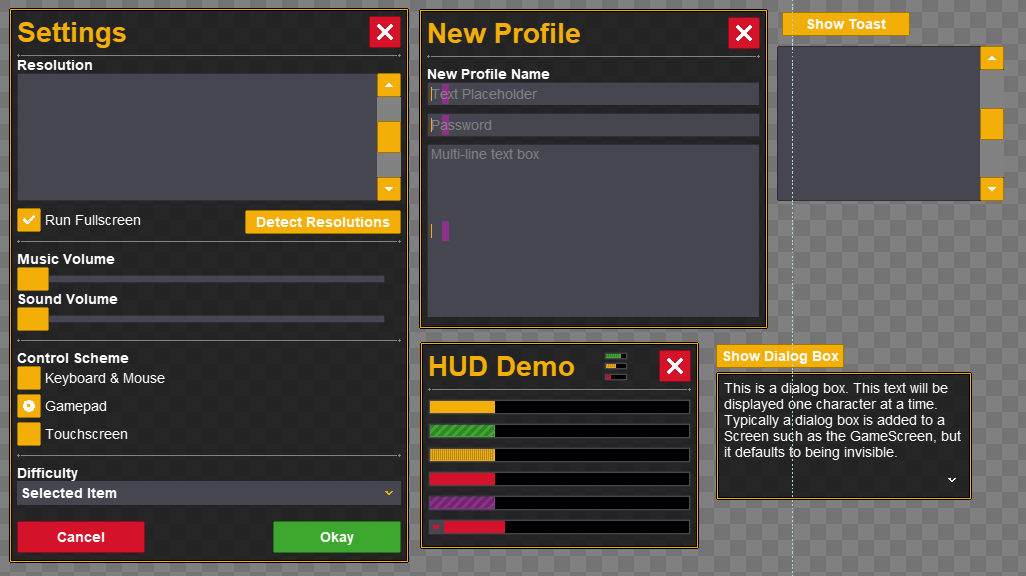 Settings
Resolution
Run Fullscreen
Detect Resolutions
Music Volume
Sound Volume
Control Scheme
Keyboard & Mouse
Gamepad
Touchscreen
Difficulty
Selected Item
Cancel
Okay
New Profile
New Profile Name
Text Placeholder
Password
Multi-line text box
HUD Demo
Show Toast
Show Dialog Box
This is a dialog box. This text will be
displayed one character at a time.
Typically a dialog box is added to a
Screen such as the GameScreen, but
it defaults to being invisible.